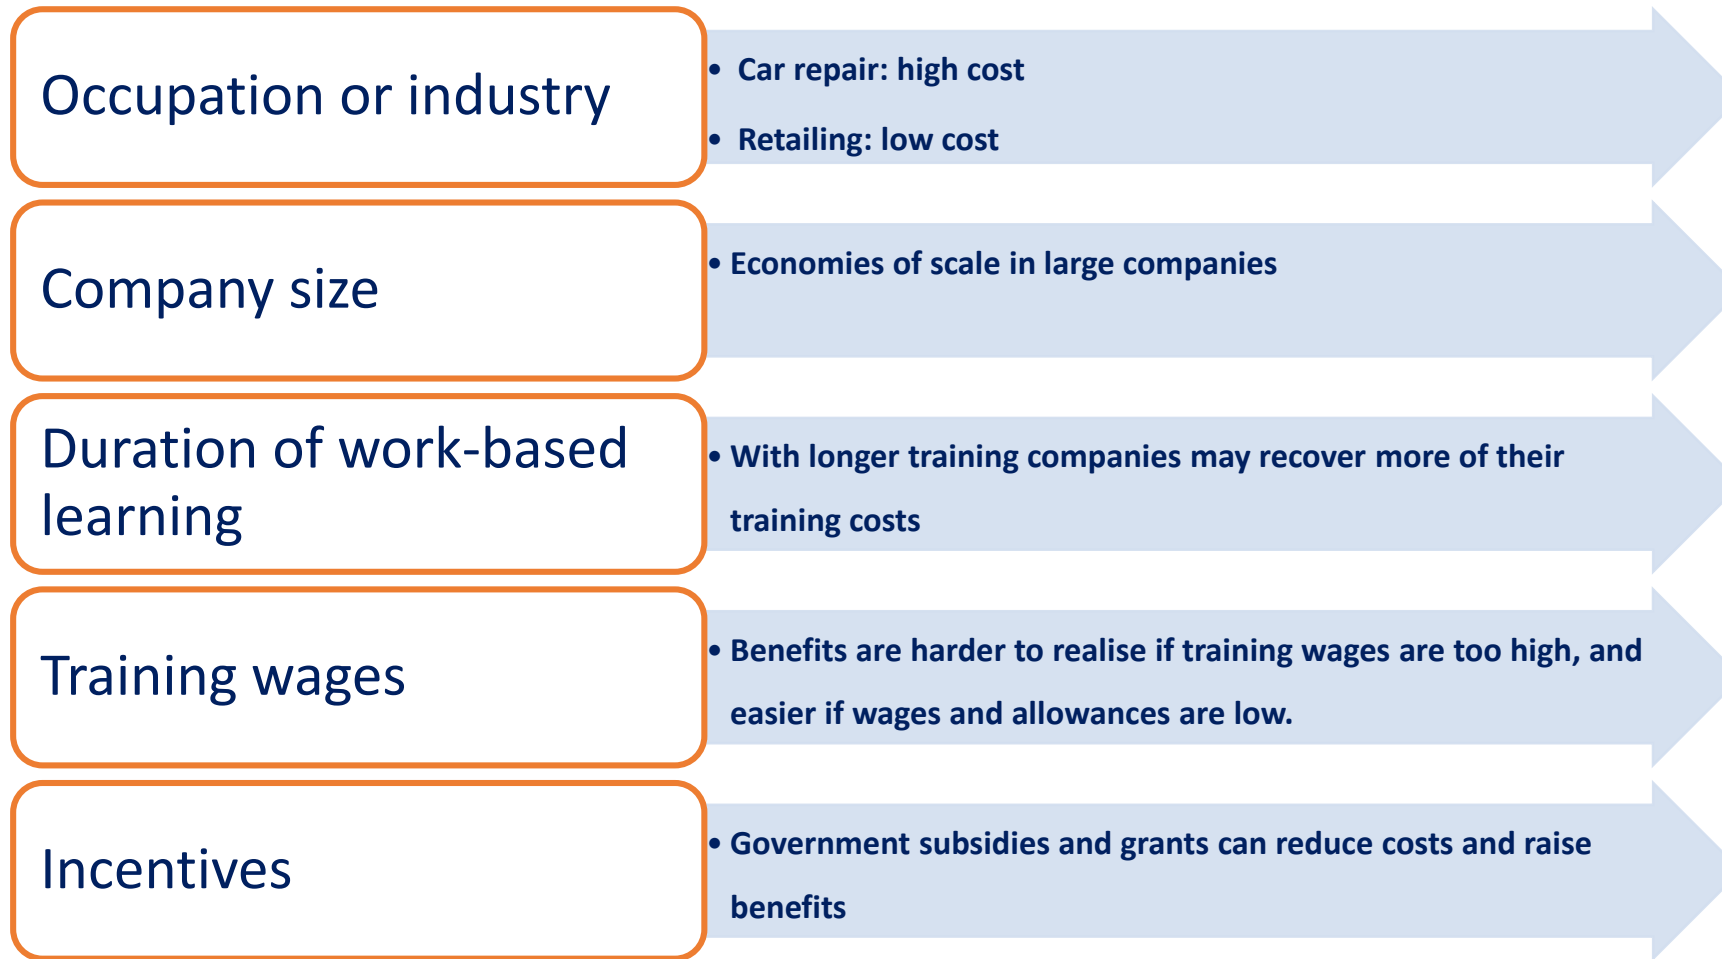 Occupation or industry
• Car repair: high cost
• Retailing: low cost
Company size
• Economies of scale in large companies
Duration of work-based
learning
• With longer training companies may recover more of their
training costs
Training wages
• Benefits are harder to realise if training wages are too high, and
easier if wages and allowances are low.
Incentives
• Government subsidies and grants can reduce costs and raise
benefits